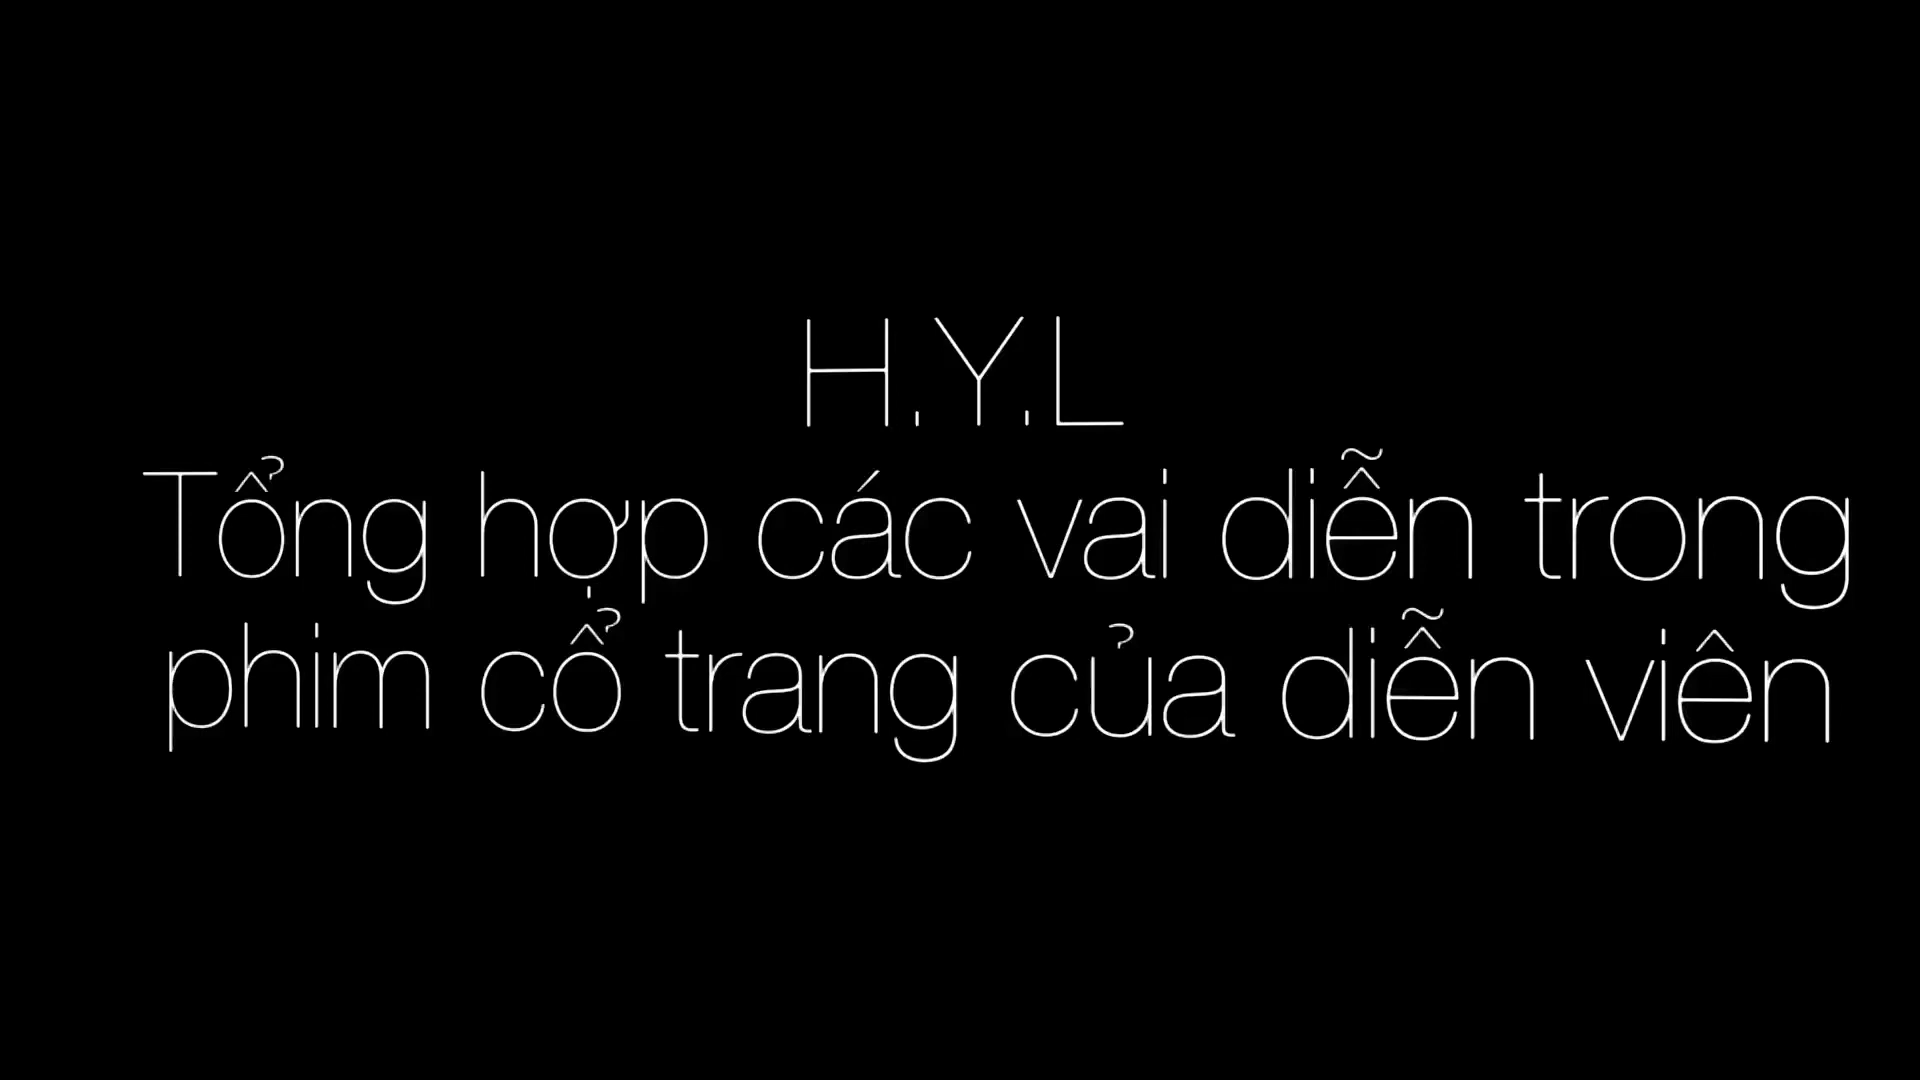 H.Y.L
Tổng hợp các vai diễn trong
phim cổ trang của diễn viên